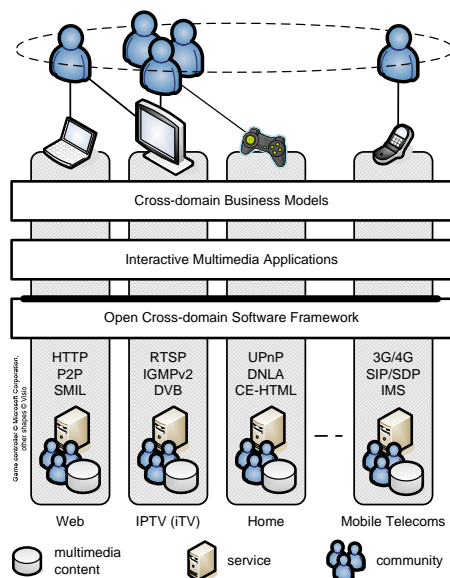 Cross-domain Business Models
Interactive Multimedia Applications
Open Cross-domain Software Framework
HTTP
P2P
SMIL
RTSP
IGMPv2
DVB
UPnP
DNLA
CE-HTML
3G/4G
SIP/SDP
IMS
Game controller © Microsoft Corporation,
other shapes © Visio
Web
IPTV (iTV)
Home
Mobile Telecoms
multimedia
content
service
community